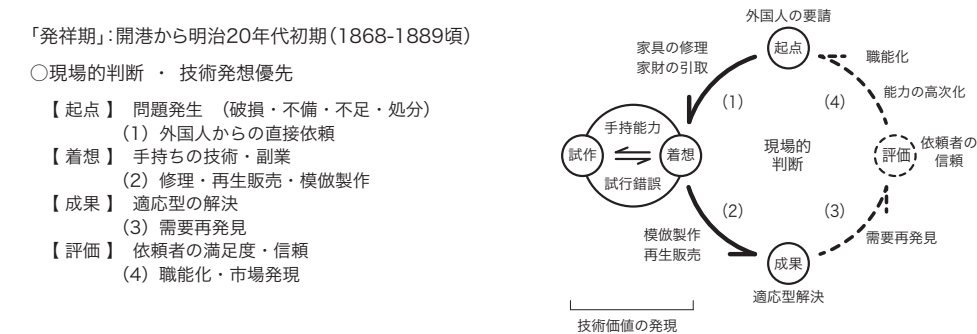 「発祥期」:開港から明治20年代初期(1868-1889頃)
○現場的判断 ・ 技術発想優先
【 起点 】 問題発生 （破損・不備・不足・処分）
(1) 外国人からの直接依頼
【 着想 】 手持ちの技術・副業
(2) 修理・再生販売・模倣製作
【 成果 】 適応型の解決
(3) 需要再発見
【 評価 】 依頼者の満足度・信頼
(4) 職能化・市場発現
外国人の要請
起点
家具の修理
家財の引取
職能化
能力の高次化
(1)
(4)
手持能力
試作
着想
試行錯誤
現場的
判断
評価
依頼者の
信頼
(2)
(3)
模倣製作
再生販売
需要再発見
成果
適応型解決
技術価値の発現